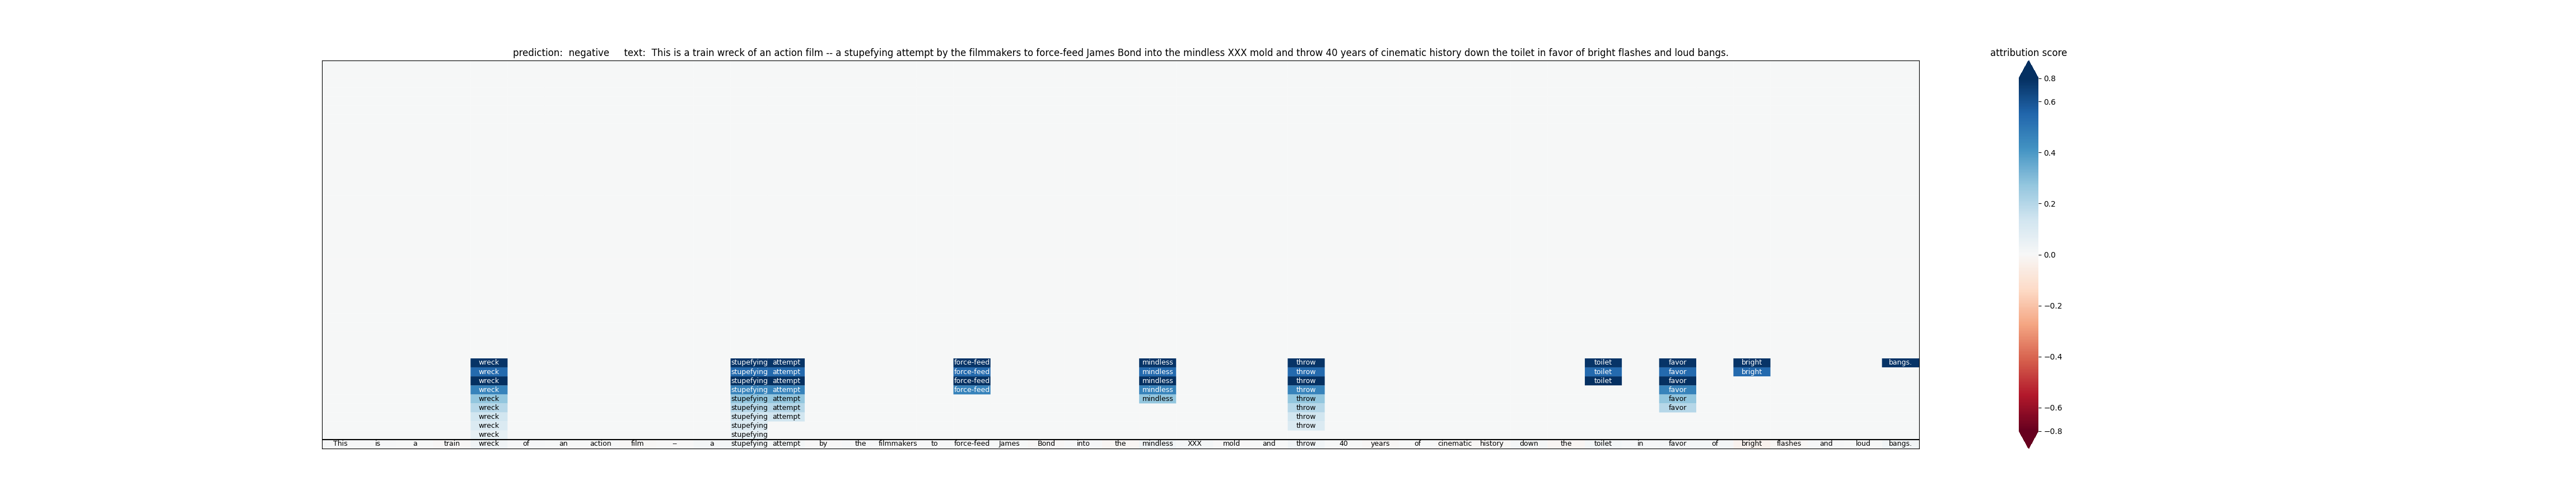 prediction: negative text: This is a train wreck of an action film -- a stupefying attempt by the filmmakers to force-feed James Bond into the mindless XXX mold and throw 40 years of cinematic history down the toilet in favor of bright flashes and loud bangs.
attribution score
0.8
0.6
0.4
0.2
0.0
−0.2
−0.4
−0.6
−0.8
wreck stupefying attempt force-feed mindless throw toilet favor bright bangs.
wreck stupefying attempt force-feed mindless throw toilet favor bright
wreck stupefying attempt force-feed mindless throw toilet favor
wreck stupefying attempt force-feed mindless throw favor
wreck stupefying attempt mindless throw favor
wreck stupefying attempt throw favor
wreck stupefying attempt throw
wreck stupefying throw
wreck stupefying
This is a train wreck of an action film -- a stupefying attempt by the filmmakers to force-feed James Bond into the mindless XXX mold and throw 40 years of cinematic history down the toilet in favor of bright flashes and loud bangs.